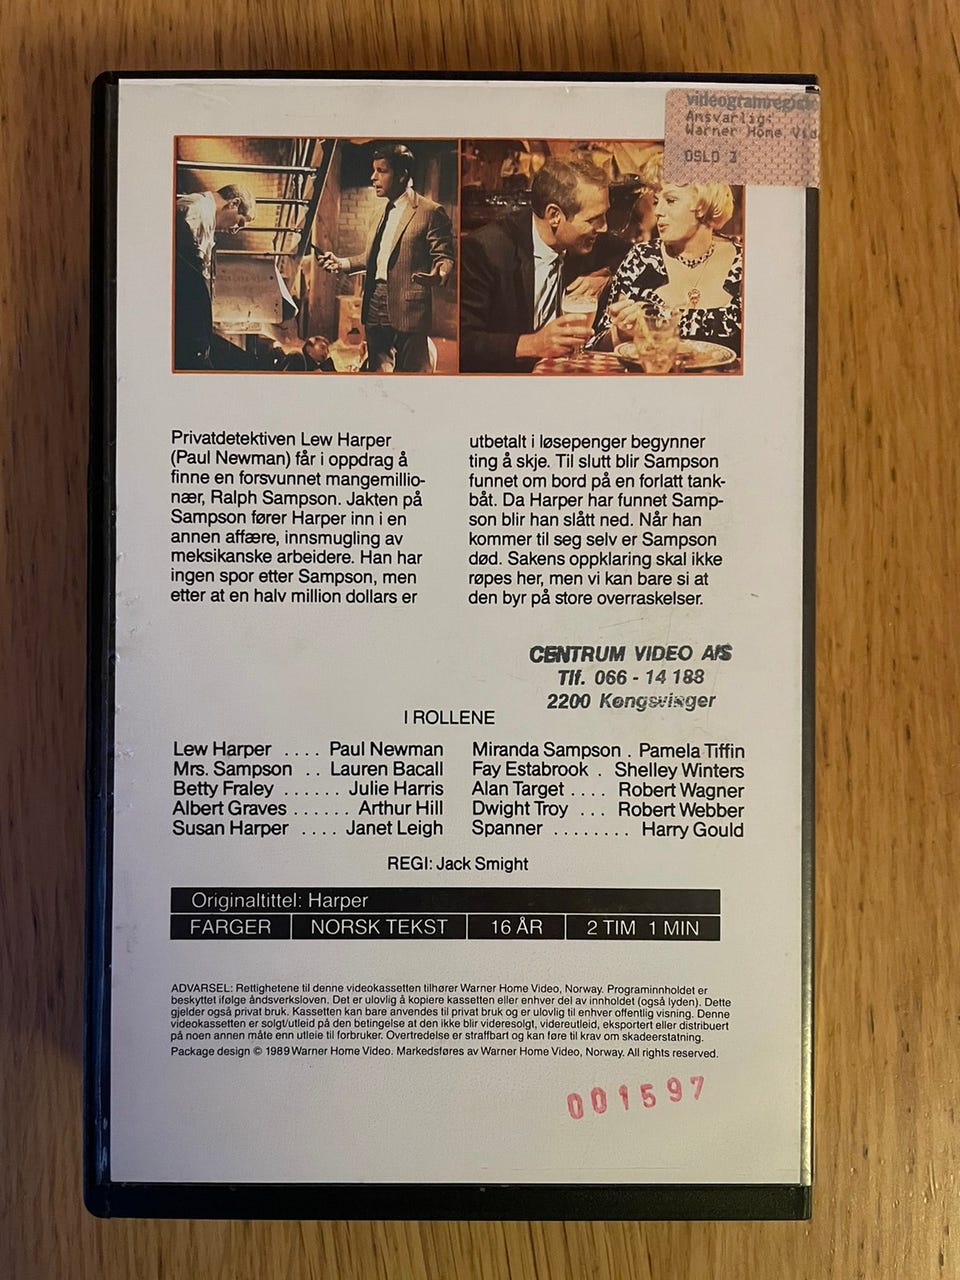 videogramregiste
Ansvarlig:
Warner Home Vid
OSLO 3
Privatdetektiven Lew Harper
(Paul Newman) får i oppdrag å
finne en forsvunnet mangemillio-
nær, Ralph Sampson. Jakten på
Sampson fører Harper inn i en
annen affære, innsmugling av
meksikanske arbeidere. Han har
ingen spor etter Sampson, men
etter at en halv million dollars er
utbetalt i løsepenger begynner
ting å skje. Til slutt blir Sampson
funnet om bord på en forlatt tank-
båt. Da Harper har funnet Samp-
son blir han slått ned. Når han
kommer til seg selv er Sampson
død. Sakens oppklaring skal ikke
røpes her, men vi kan bare si at
den byr på store overraskelser.
CENTRUM VIDEO A/S
Tlf. 066 - 14 188
2200 Kongsvinger
I ROLLENE
Lew Harper .... Paul Newman
Mrs. Sampson .. Lauren Bacall
Betty Fraley ...... Julie Harris
Albert Graves ...... Arthur Hill
Susan Harper .... Janet Leigh
Miranda Sampson . Pamela Tiffin
Fay Estabrook . Shelley Winters
Alan Target .... Robert Wagner
Dwight Troy ... Robert Webber
Spanner ........ Harry Gould
REGI: Jack Smight
Originaltittel: Harper
FARGER NORSK TEKST 16 ÅR 2 TIM 1 MIN
ADVARSEL: Rettighetene til denne videokassetten tilhører Warner Home Video, Norway. Programinnholdet er
beskyttet ifølge åndsverksloven. Det er ulovlig å kopiere kassetten eller enhver del av innholdet (også lyden). Dette
gjelder også privat bruk. Kassetten kan bare anvendes til privat bruk og er ulovlig til enhver offentlig visning. Denne
videokassetten er solgt/utleid på den betingelse at den ikke blir videresolgt, videreutleid, eksportert eller distribuert
på noen annen måte enn utleie til forbruker. Overtredelse er straffbart og kan føre til krav om skadeerstatning.
Package design © 1989 Warner Home Video. Markedsføres av Warner Home Video, Norway. All rights reserved.
001597